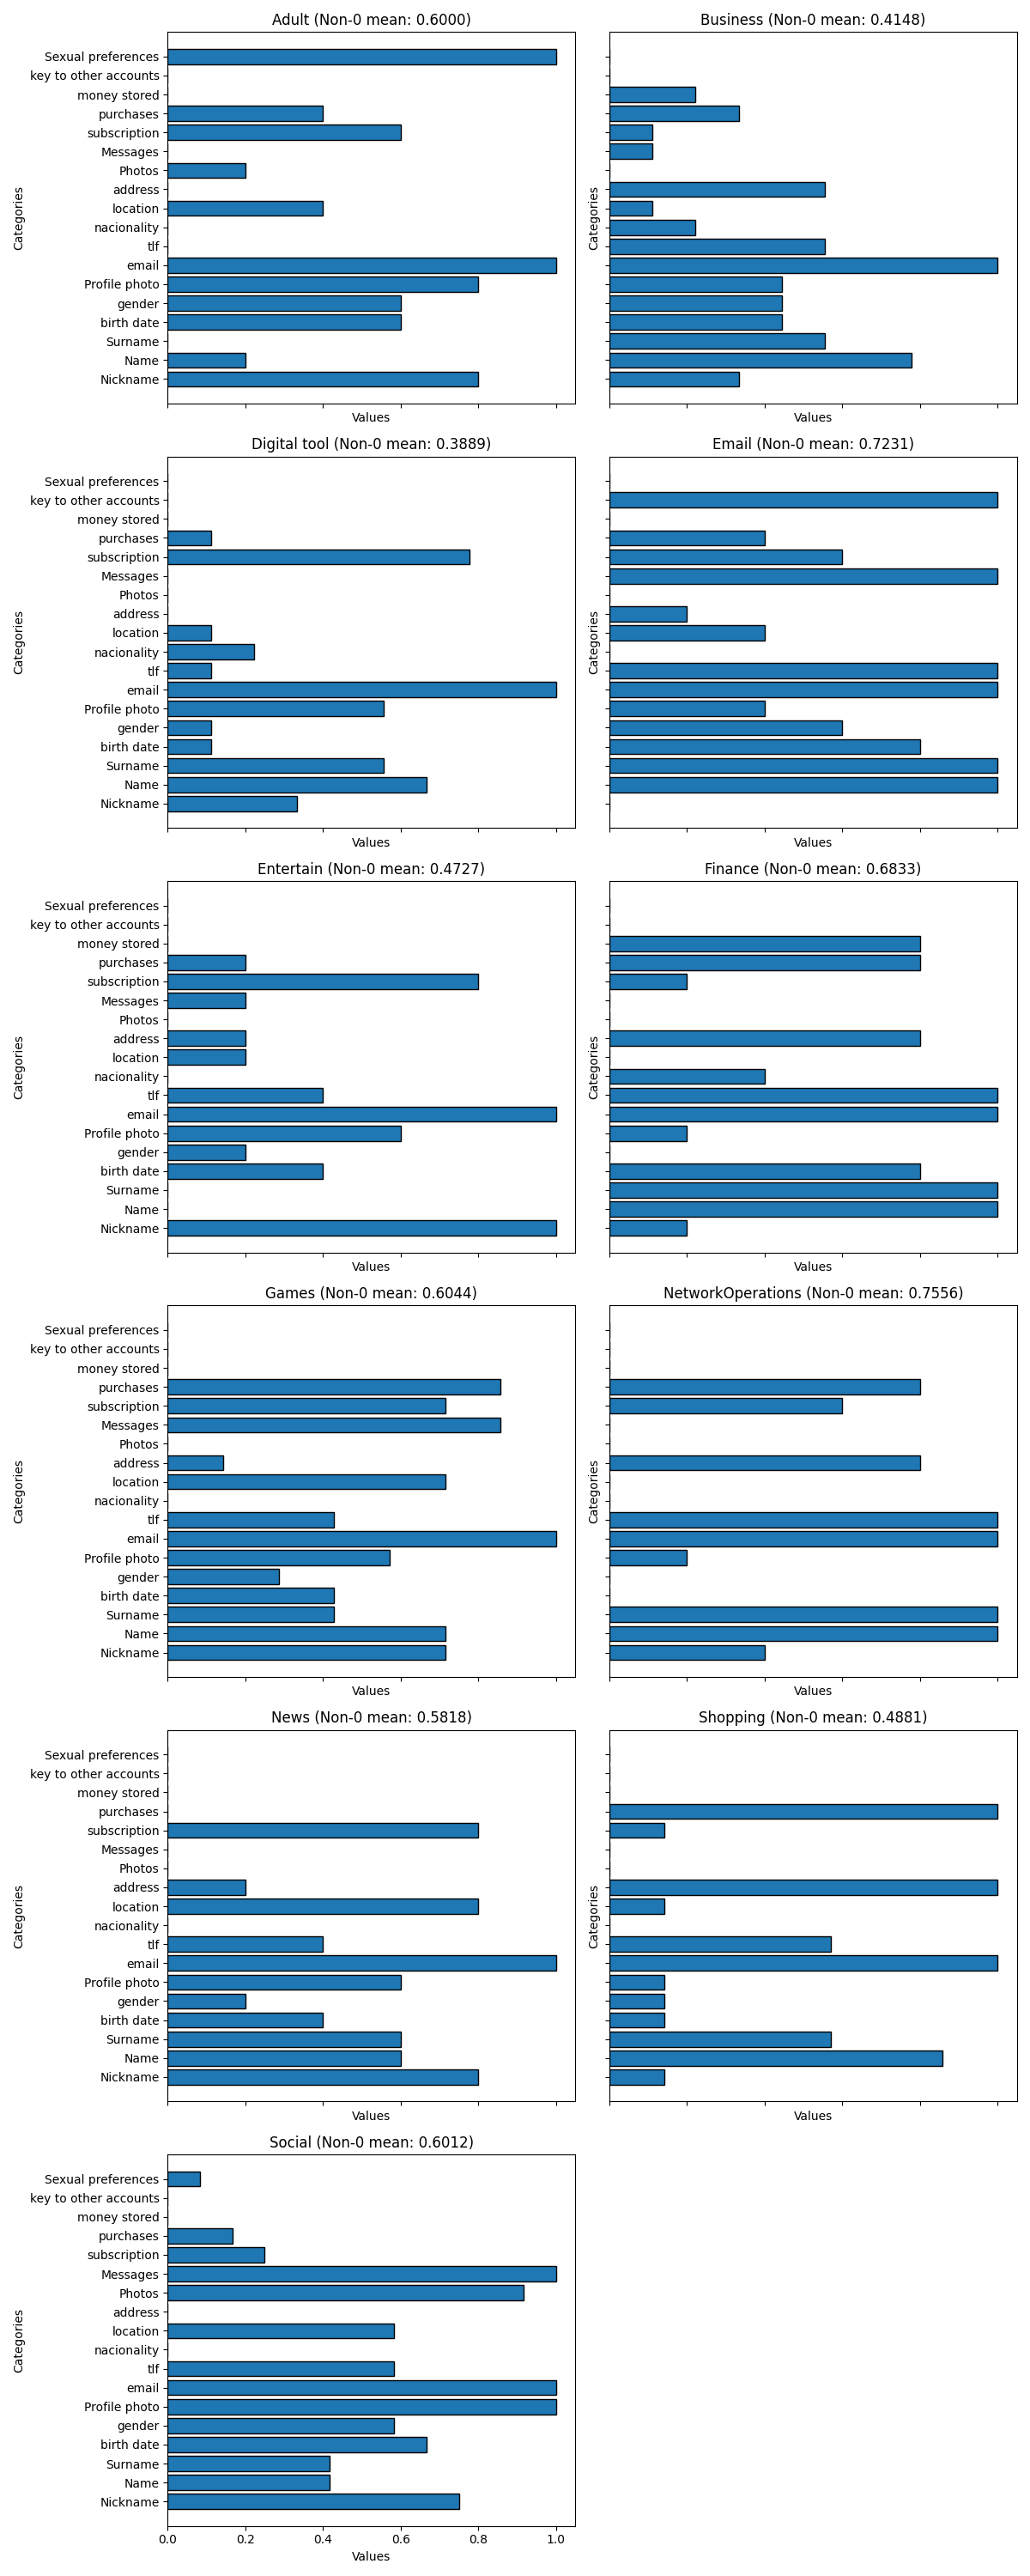 Adult (Non-0 mean: 0.6000)
Categories
Sexual preferences
key to other accounts
money stored
purchases
subscription
Messages
Photos
address
location
nacionality
tlf
email
Profile photo
gender
birth date
Surname
Name
Nickname
Values
Business (Non-0 mean: 0.4148)
Categories
Values
Digital tool (Non-0 mean: 0.3889)
Categories
Sexual preferences
key to other accounts
money stored
purchases
subscription
Messages
Photos
address
location
nacionality
tlf
email
Profile photo
gender
birth date
Surname
Name
Nickname
Values
Email (Non-0 mean: 0.7231)
Categories
Values
Entertain (Non-0 mean: 0.4727)
Categories
Sexual preferences
key to other accounts
money stored
purchases
subscription
Messages
Photos
address
location
nacionality
tlf
email
Profile photo
gender
birth date
Surname
Name
Nickname
Values
Finance (Non-0 mean: 0.6833)
Categories
Values
Games (Non-0 mean: 0.6044)
Categories
Sexual preferences
key to other accounts
money stored
purchases
subscription
Messages
Photos
address
location
nacionality
tlf
email
Profile photo
gender
birth date
Surname
Name
Nickname
Values
NetworkOperations (Non-0 mean: 0.7556)
Categories
Values
News (Non-0 mean: 0.5818)
Categories
Sexual preferences
key to other accounts
money stored
purchases
subscription
Messages
Photos
address
location
nacionality
tlf
email
Profile photo
gender
birth date
Surname
Name
Nickname
Values
Shopping (Non-0 mean: 0.4881)
Categories
Values
Social (Non-0 mean: 0.6012)
Categories
Sexual preferences
key to other accounts
money stored
purchases
subscription
Messages
Photos
address
location
nacionality
tlf
email
Profile photo
gender
birth date
Surname
Name
Nickname
0.0 0.2 0.4 0.6 0.8 1.0
Values